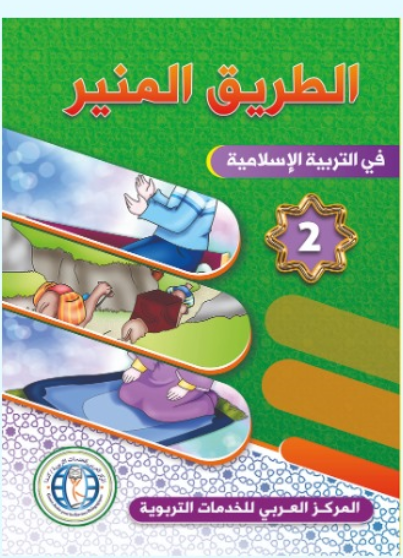 الطريق المنير
في التربية الإسلامية
2
المركز العربي للخدمات التربوية